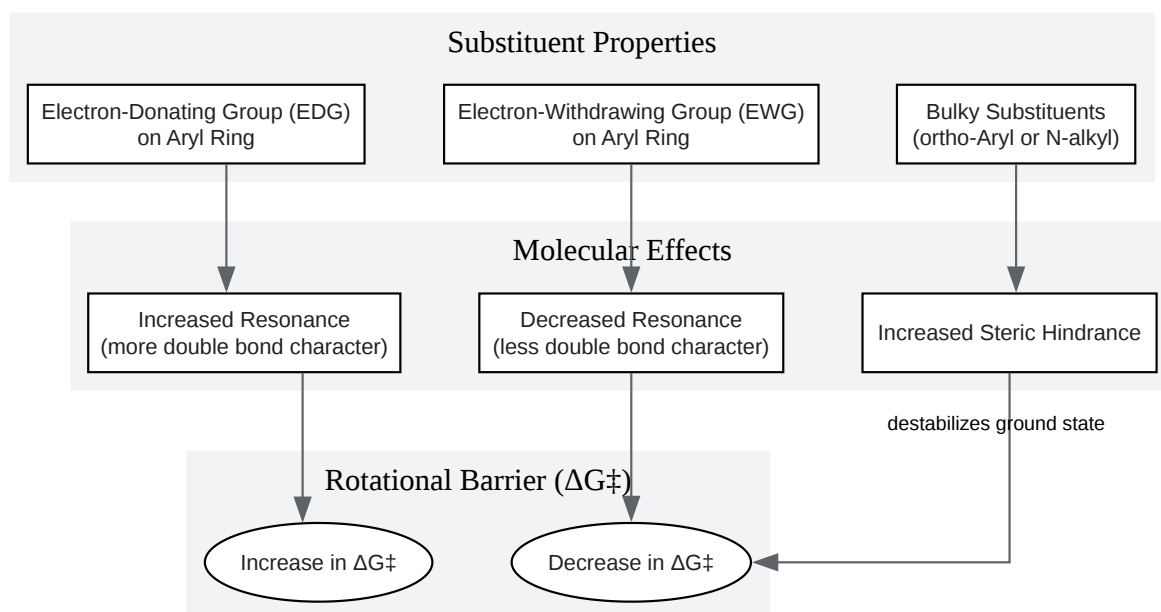 Substituent Properties
Electron-Donating Group (EDG)
on Aryl Ring
Electron-Withdrawing Group (EWG)
on Aryl Ring
Bulky Substituents
(ortho-Aryl or N-alkyl)
Molecular Effects
Increased Resonance
(more double bond character)
Decreased Resonance
(less double bond character)
Increased Steric Hindrance
destabilizes ground state
Rotational Barrier (ΔG‡)
Increase in ΔG‡
Decrease in ΔG‡